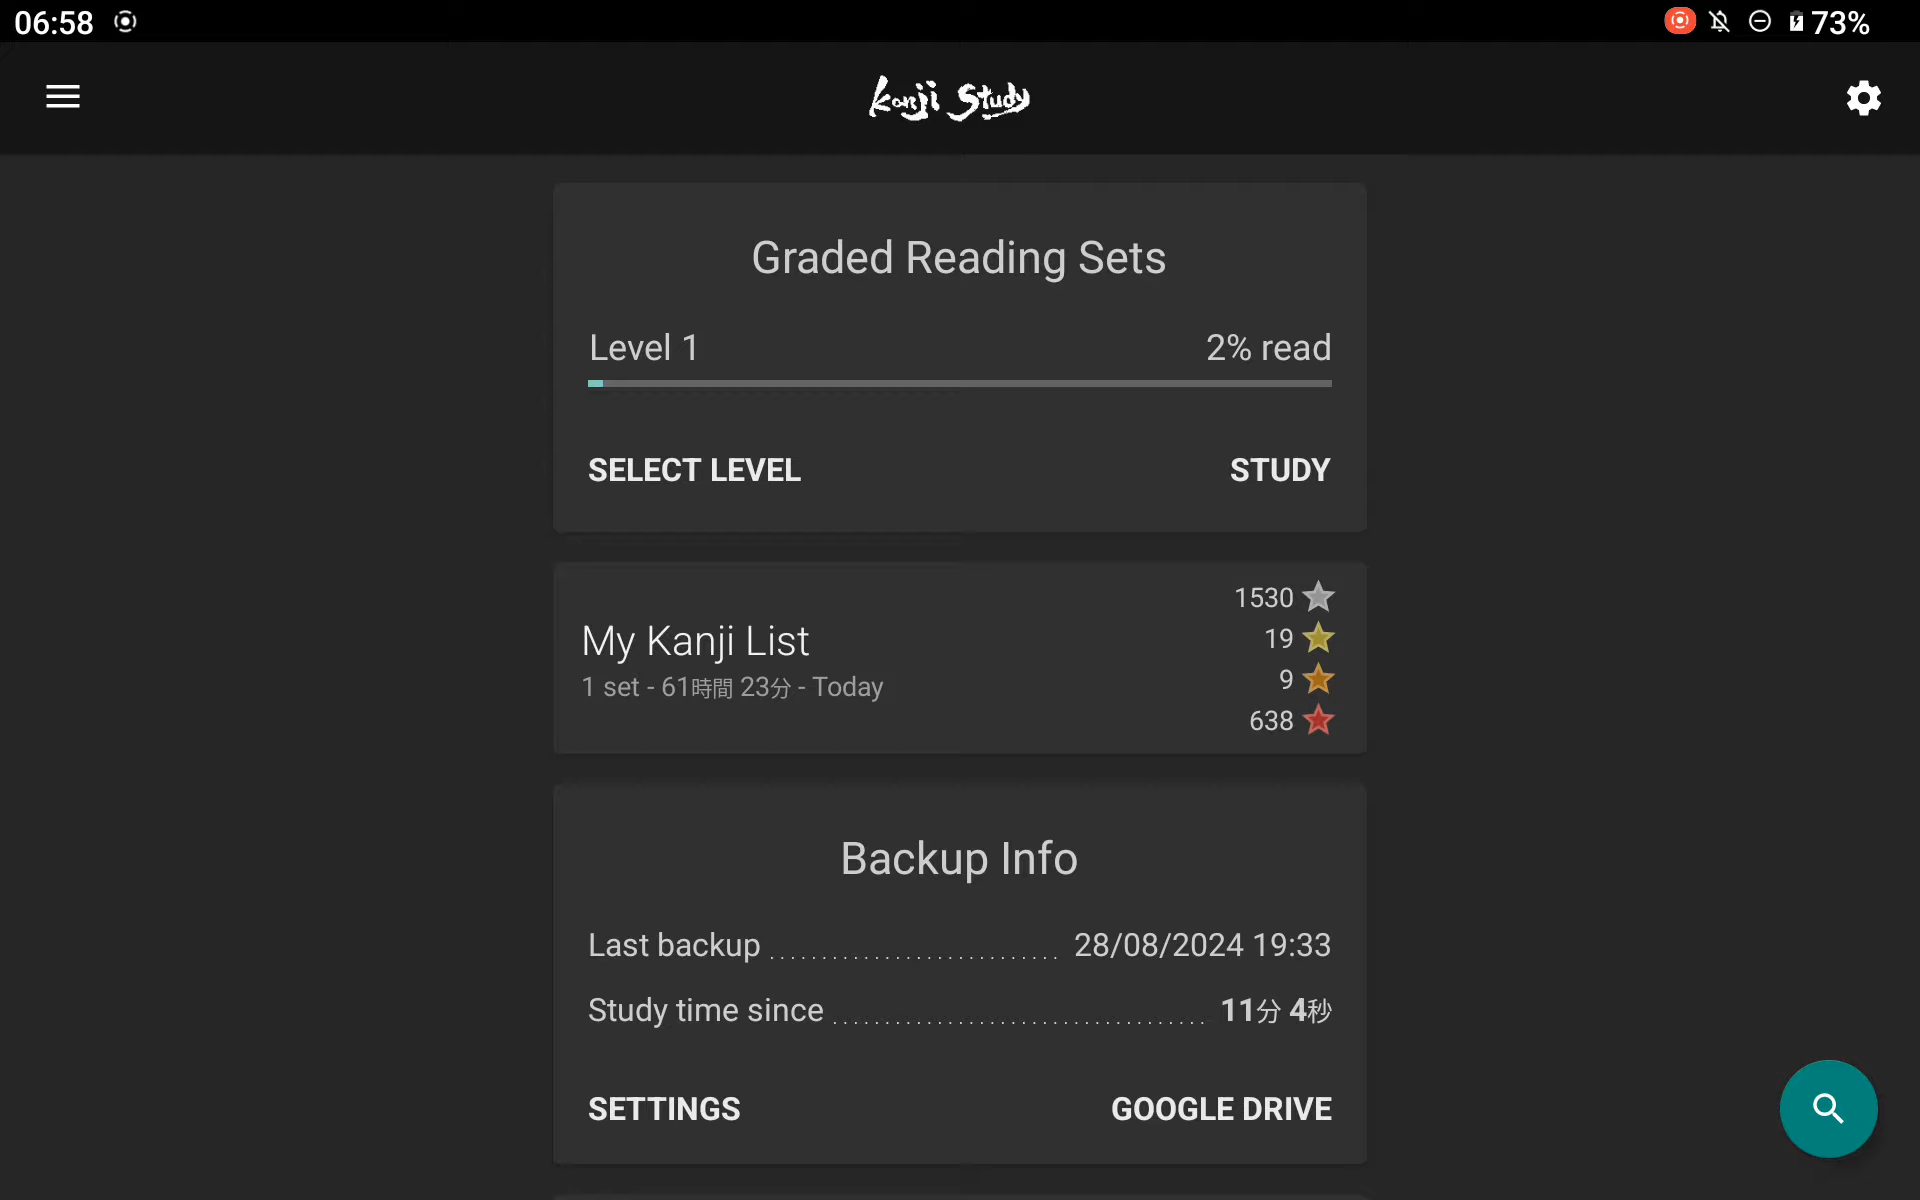 06:58
73%
Kanji Study
Graded Reading Sets
Level 1
2% read
SELECT LEVEL
STUDY
My Kanji List
1 set - 61時間 23分 - Today
1530
19
9
638
Backup Info
Last backup 28/08/2024 19:33
Study time since 11分 4秒
SETTINGS
GOOGLE DRIVE